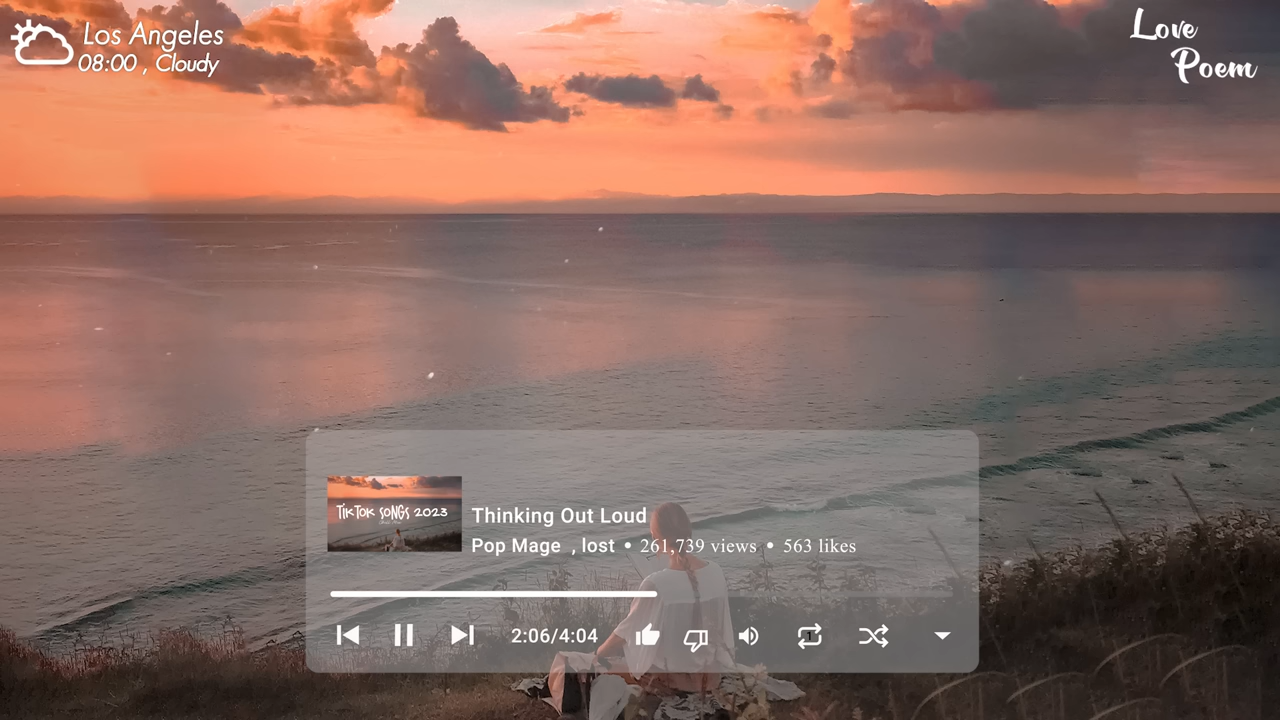 Los Angeles
08:00 , Cloudy
Love
Poem
TikTok SONGS 2023
Thinking Out Loud
Pop Mage , lost • 261,739 views • 563 likes
2:06/4:04
1